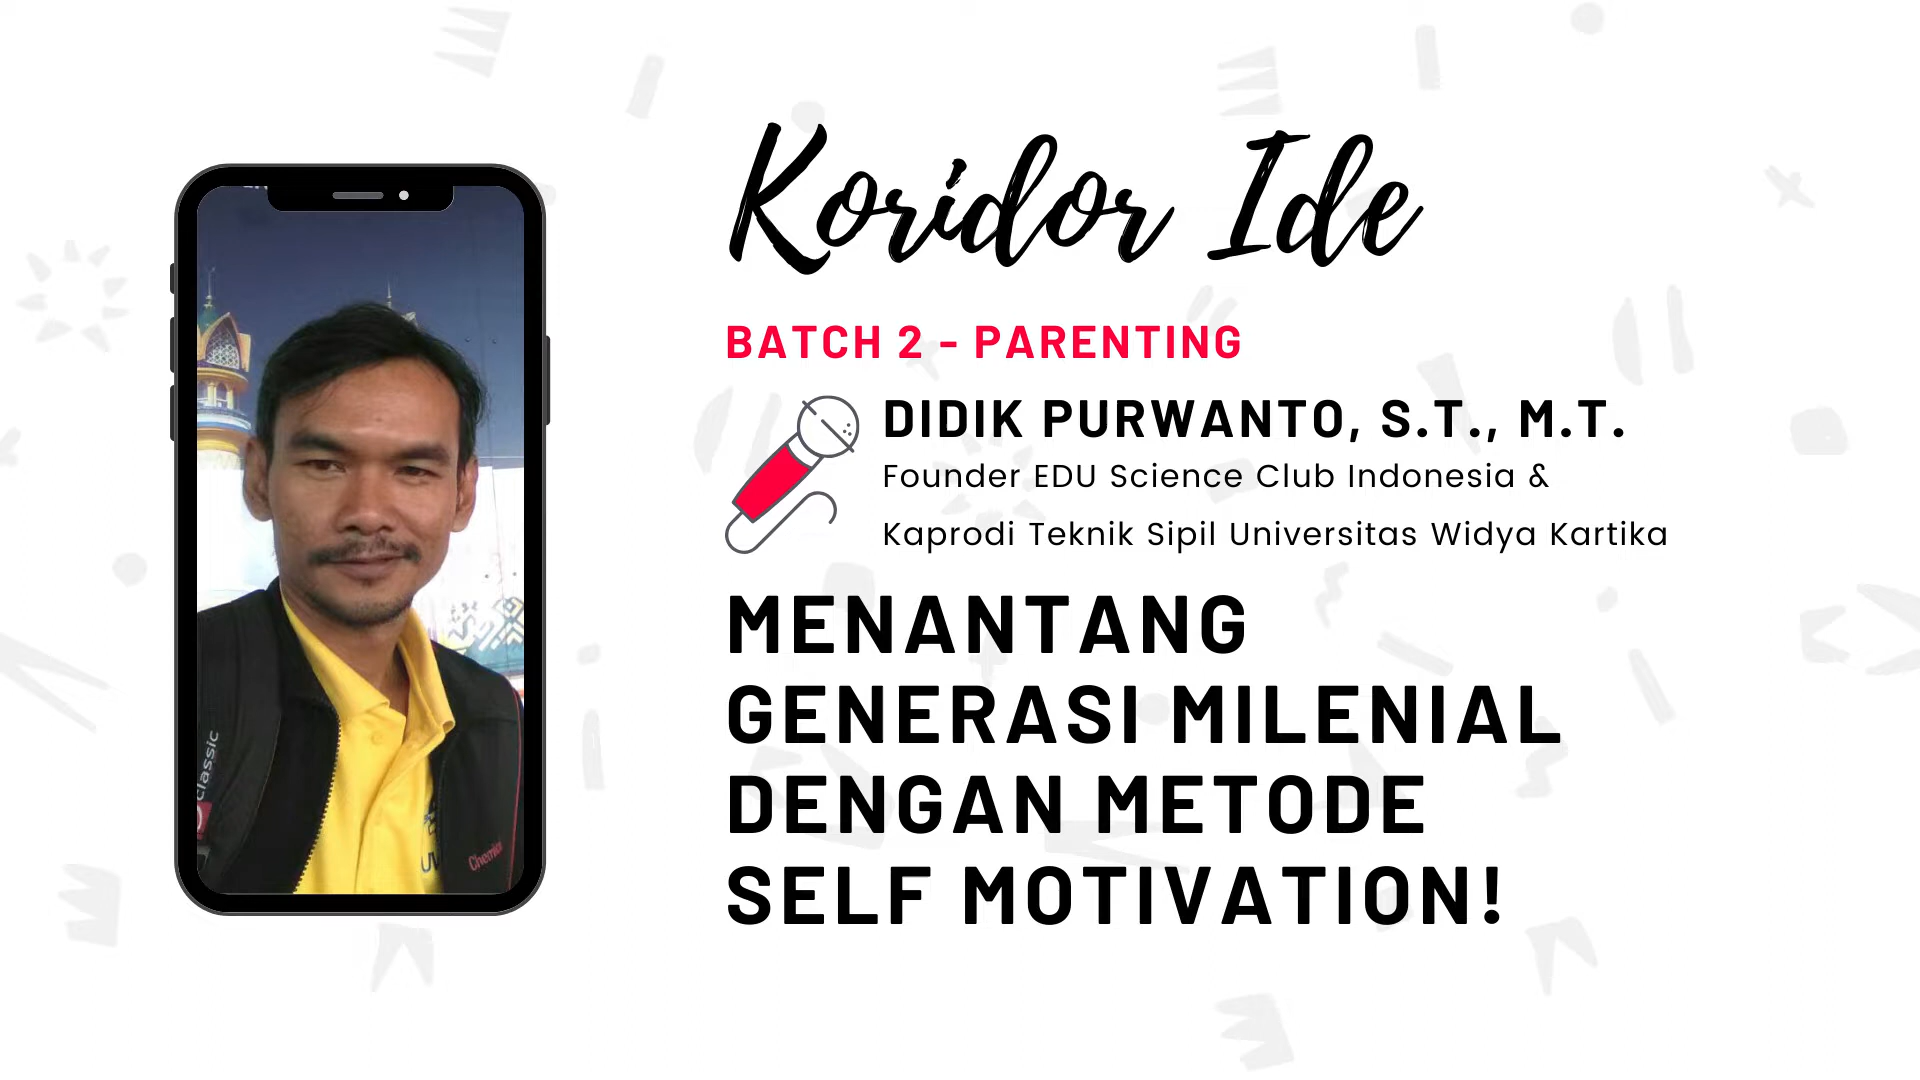 Koridor Ide
BATCH 2 - PARENTING
DIDIK PURWANTO, S.T., M.T.
Founder EDU Science Club Indonesia &
Kaprodi Teknik Sipil Universitas Widya Kartika
MENANTANG
GENERASI MILENIAL
DENGAN METODE
SELF MOTIVATION!
classic